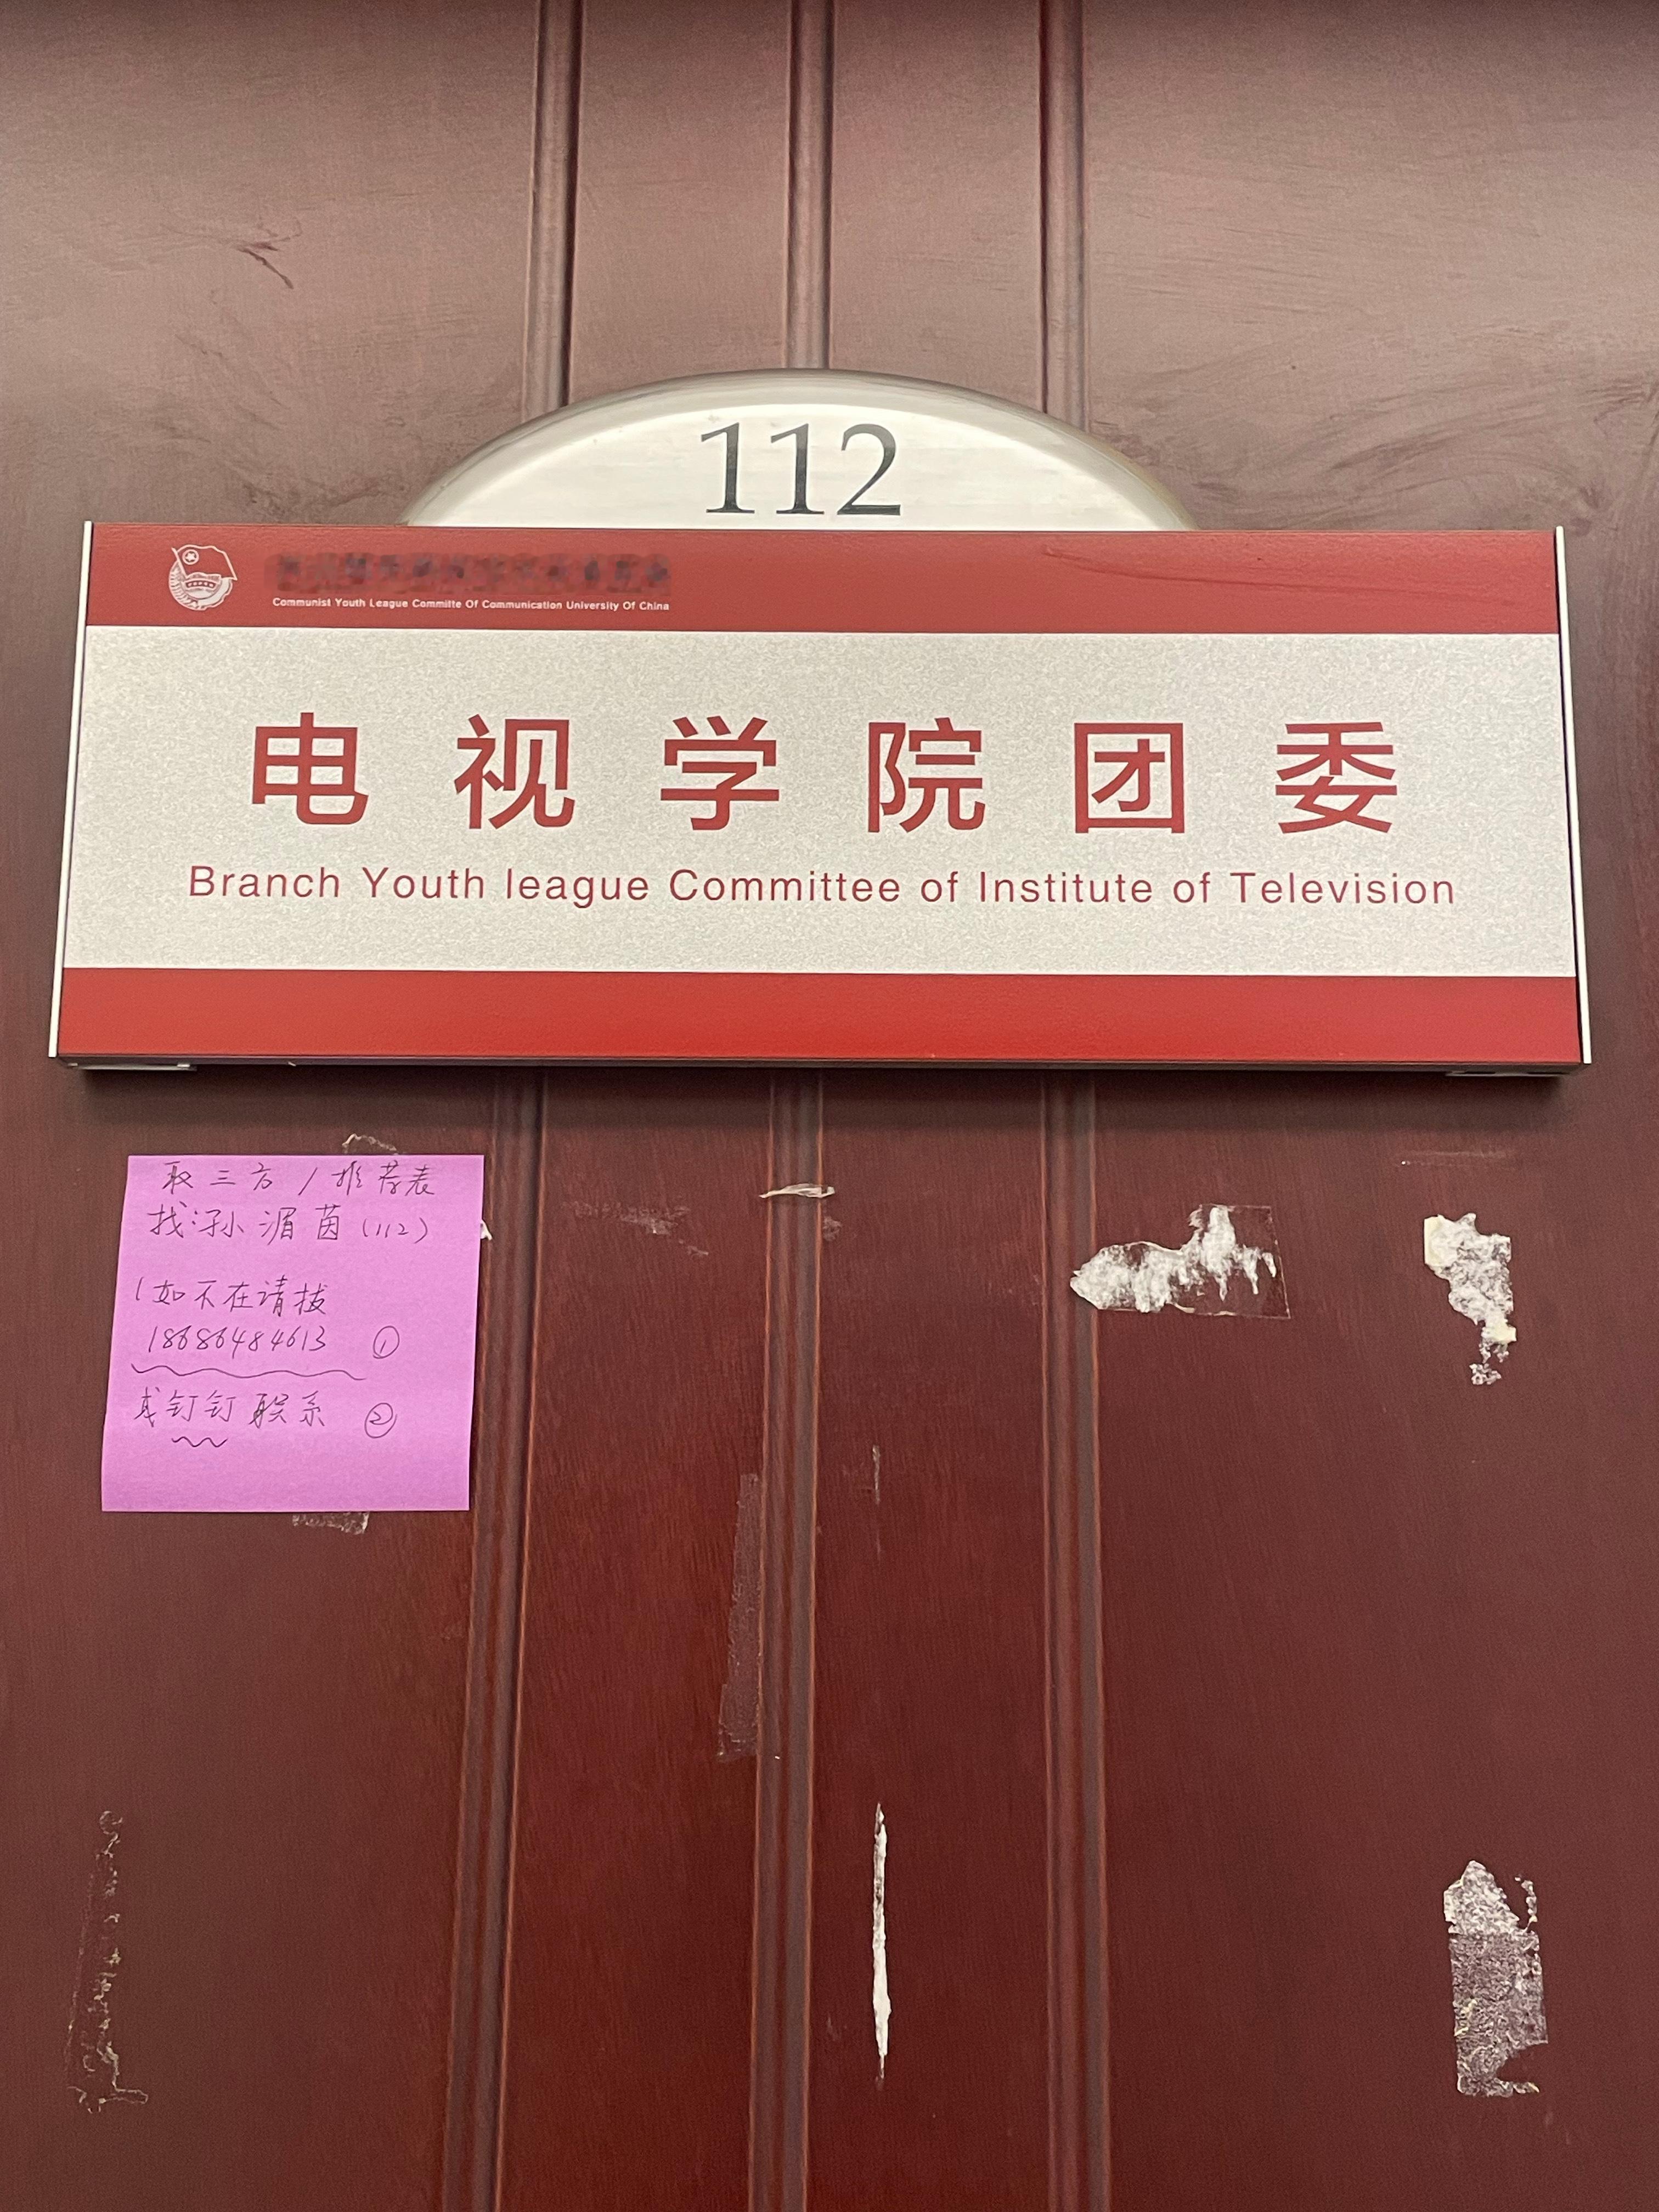 112
Communist Youth League Committe Of Communication University Of China
电视学院团委
Branch Youth league Committee of Institute of Television
取三方/推荐表
找:孙湄茵(112)
(如不在请拨
18686484613 ①
或钉钉联系 ②